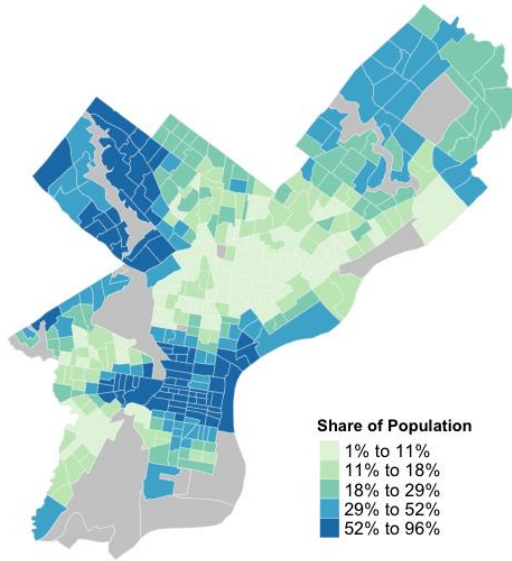 Share of Population
1% to 11%
11% to 18%
18% to 29%
29% to 52%
52% to 96%